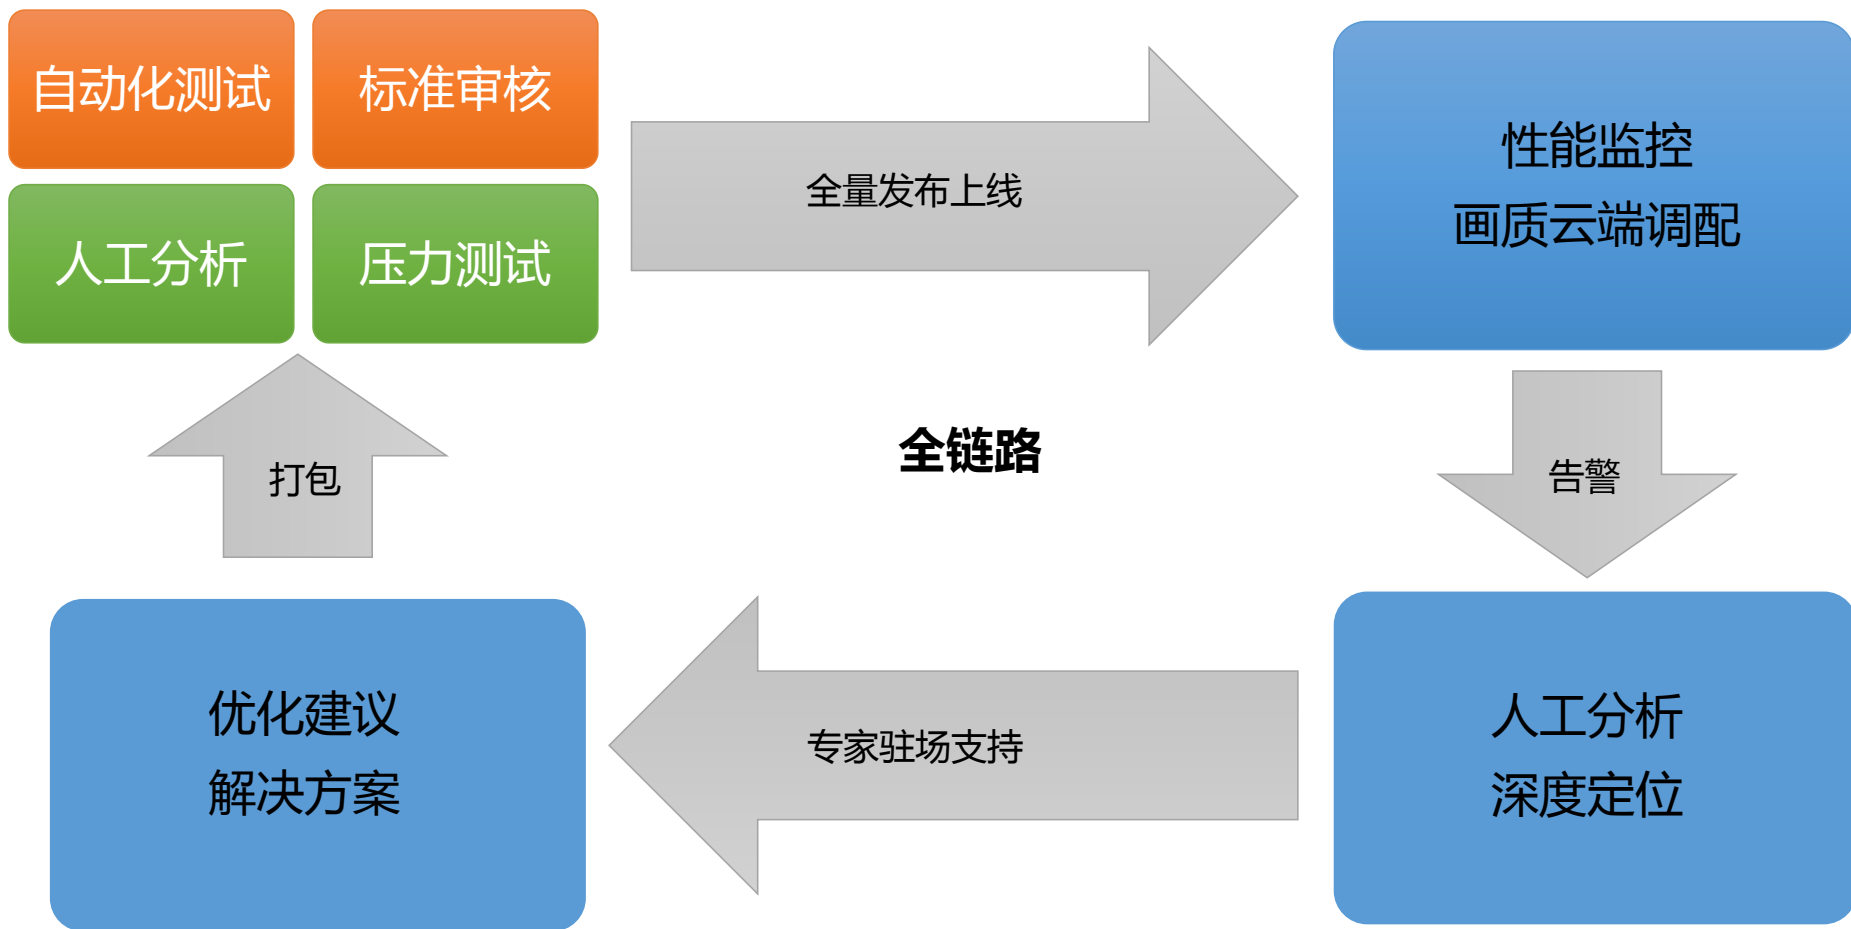 自动化测试
标准审核
人工分析
压力测试
全量发布上线
性能监控
画质云端调配
打包
全链路
告警
优化建议
解决方案
专家驻场支持
人工分析
深度定位